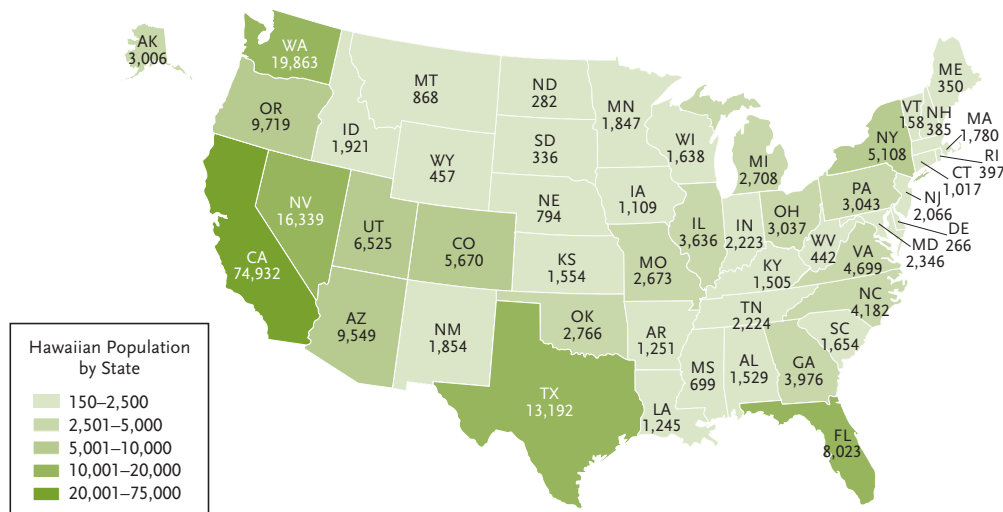 AK
3,006
WA
19,863
OR
9,719
CA
74,932
NV
16,339
ID
1,921
MT
868
WY
457
UT
6,525
AZ
9,549
CO
5,670
NM
1,854
ND
282
SD
336
NE
794
KS
1,554
OK
2,766
TX
13,192
MN
1,847
IA
1,109
MO
2,673
AR
1,251
LA
1,245
WI
1,638
IL
3,636
MS
699
MI
2,708
IN
2,223
KY
1,505
TN
2,224
AL
1,529
OH
3,037
WV
442
GA
3,976
FL
8,023
SC
1,654
NC
4,182
VA
4,699
PA
3,043
NY
5,108
VT
158
NH
385
ME
350
MA
1,780
RI
397
CT
1,017
NJ
2,066
DE
266
MD
2,346
Hawaiian Population
by State
150–2,500
2,501–5,000
5,001–10,000
10,001–20,000
20,001–75,000